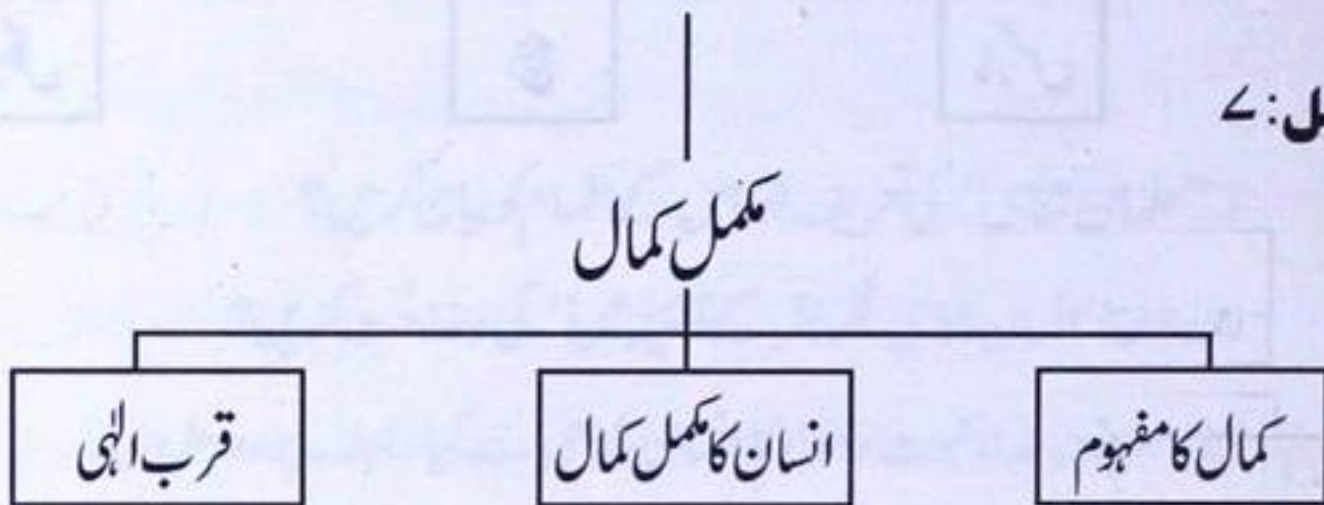 ل: ۷
مکمل کمال
کمال کا مفہوم
انسان کا مکمل کمال
قرب الٰہی